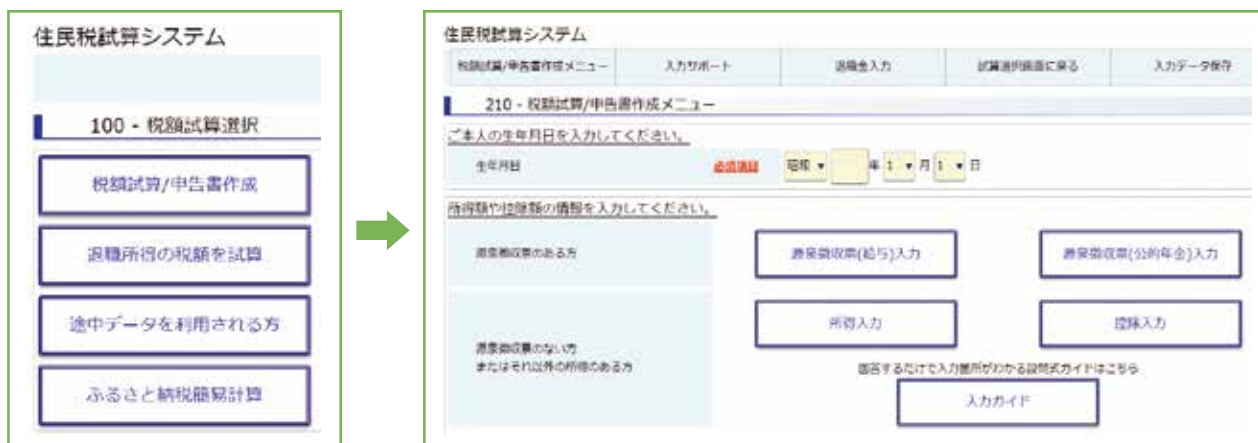 住民税試算システム
100 - 税額試算選択
税額試算/申告書作成
退職所得の税額を試算
途中データを利用される方
ふるさと納税簡易計算
住民税試算システム
税額試算/申告書作成メニュー 入力サポート 退職金入力 試算選択画面に戻る 入力データ保存
210 - 税額試算/申告書作成メニュー
ご本人の生年月日を入力してください。
生年月日 必須項目 昭和 年 1 月 1 日
所得額や控除額の情報を入力してください。
源泉徴収票のある方 源泉徴収票(給与)入力 源泉徴収票(公的年金)入力
所得入力 控除入力
源泉徴収票のない方
またはそれ以外の所得のある方
回答するだけで入力箇所がわかる設問式ガイドはこちら
入力ガイド